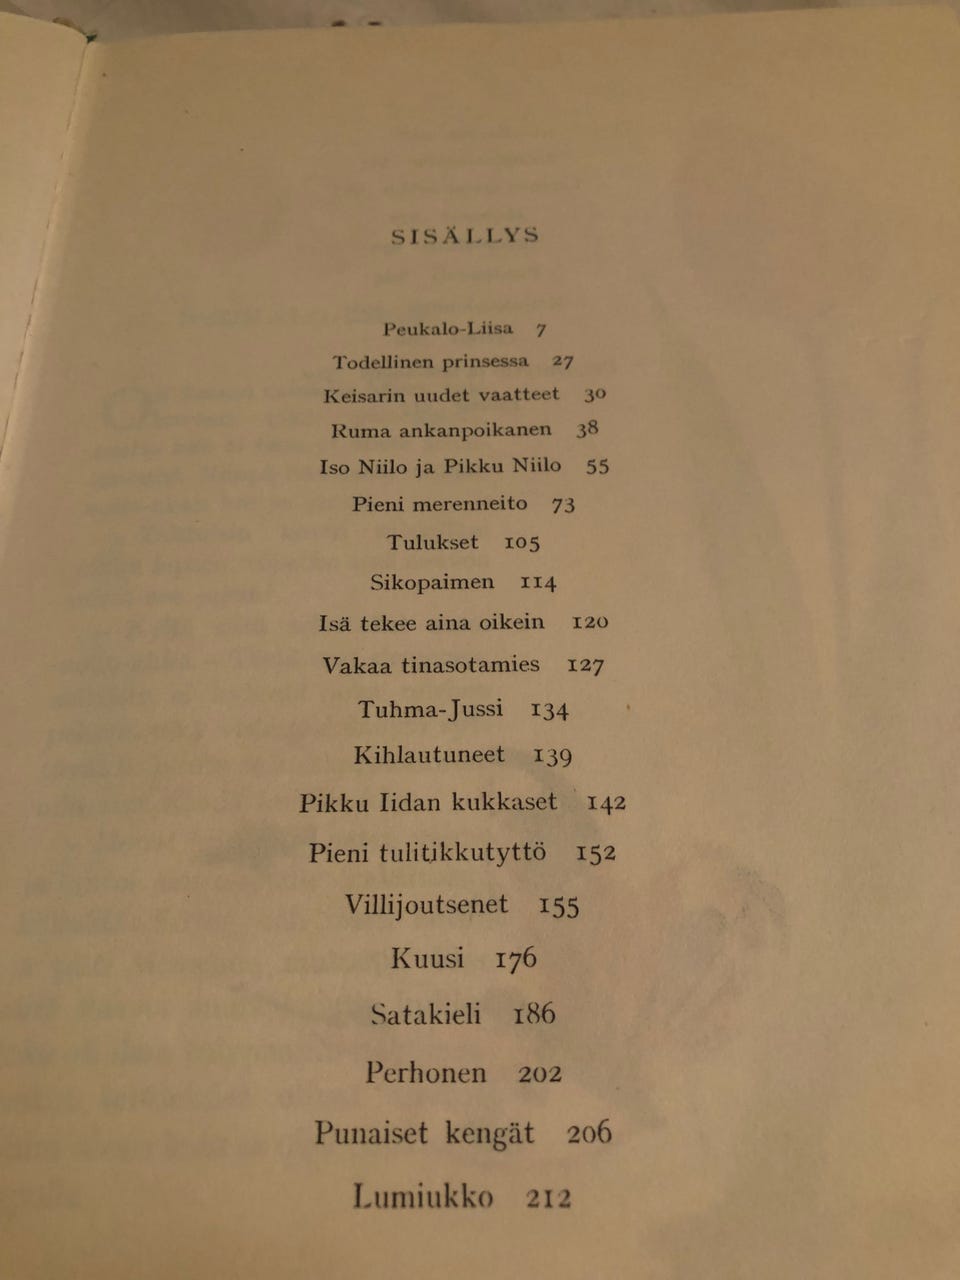 SISÄLLYS
Peukalo-Liisa 7
Todellinen prinsessa 27
Keisarin uudet vaatteet 30
Ruma ankanpoikanen 38
Iso Niilo ja Pikku Niilo 55
Pieni merenneito 73
Tulukset 105
Sikopaimen 114
Isä tekee aina oikein 120
Vakaa tinasotamies 127
Tuhma-Jussi 134
Kihlautuneet 139
Pikku Iidan kukkaset 142
Pieni tulitikkutyttö 152
Villijoutsenet 155
Kuusi 176
Satakieli 186
Perhonen 202
Punaiset kengät 206
Lumiukko 212